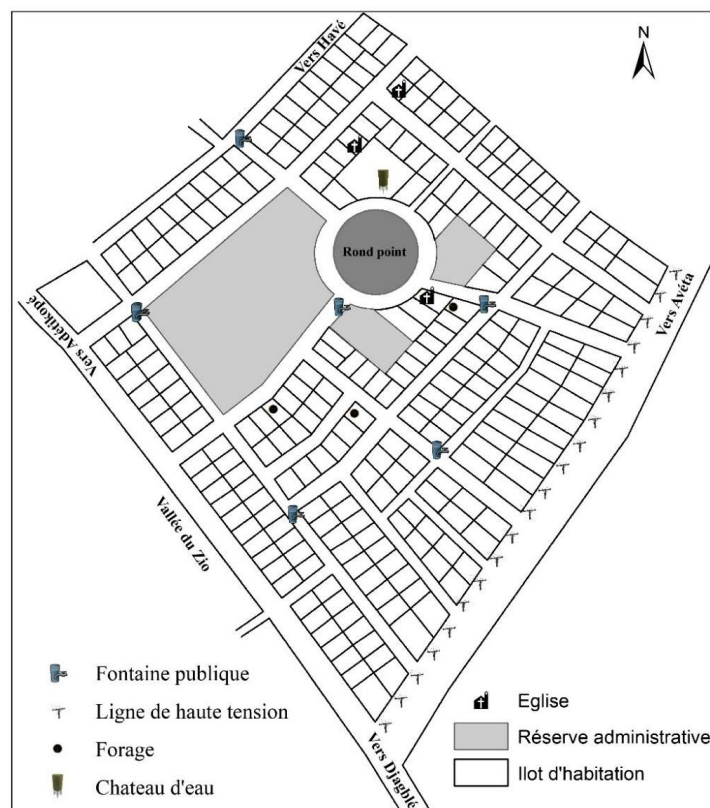 N
Vers Havé
Rond point
Vers Adétikopé
Vers Avéta
Vallée du Zio
Vers Djagblé
Fontaine publique
Ligne de haute tension
Forage
Chateau d'eau
Eglise
Réserve administrative
Ilot d'habitation